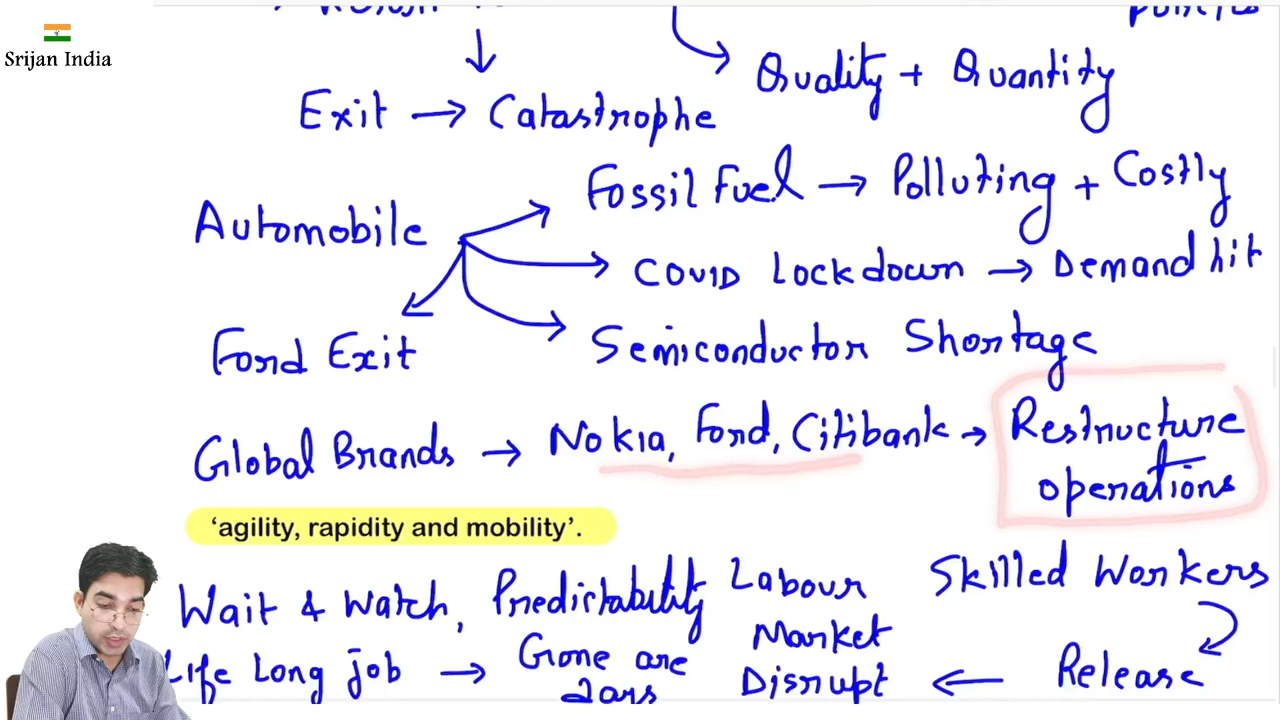 Srijan India
Quality + Quantity
Exit → Catastrophe
Fossil Fuel → Polluting + Costly
Automobile
COVID Lockdown → Demand hit
Semiconductor Shortage
Ford Exit
Global Brands → Nokia, Ford, Citibank → Restructure
operations
‘agility, rapidity and mobility’.
Wait & Watch, Predictability
Labour
Market
Disrupt
Skilled Workers
Life Long job → Gone are
days
← Release